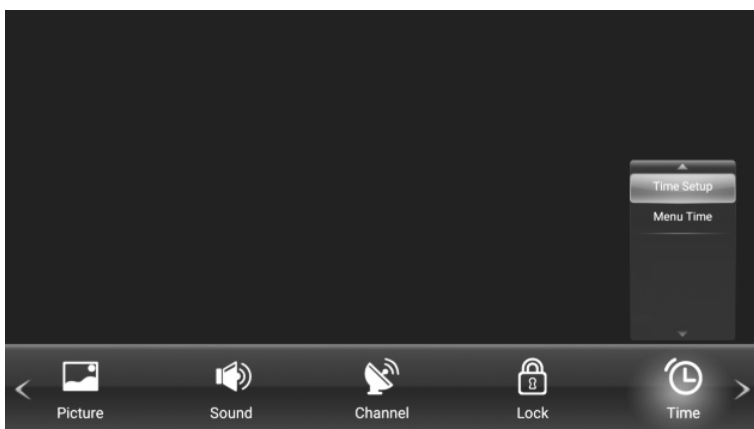 Time Setup
Menu Time
Picture
Sound
Channel
Lock
Time